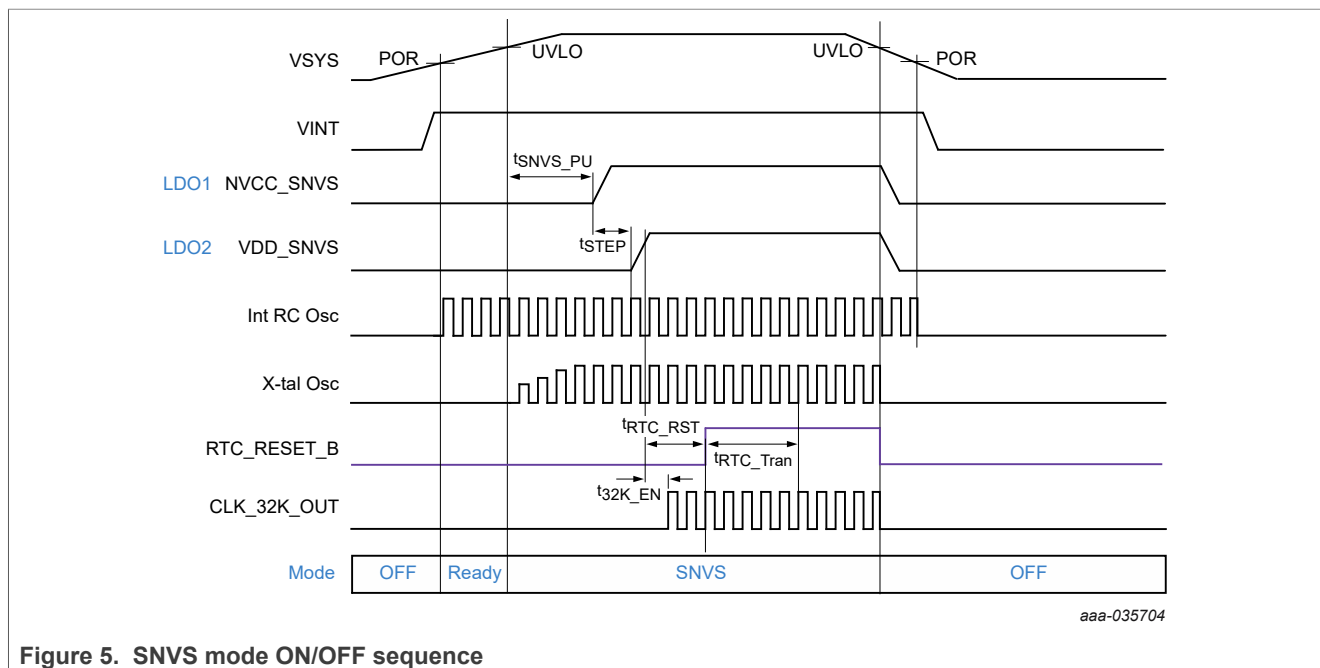 VSYS POR UVLO UVLO POR
VINT
tSNVS_PU
LDO1 NVCC_SNVS
tSTEP
LDO2 VDD_SNVS
Int RC Osc
X-tal Osc
tRTC_RST
RTC_RESET_B
tRTC_Tran
t32K_EN
CLK_32K_OUT
Mode OFF Ready SNVS OFF
aaa-035704
Figure 5. SNVS mode ON/OFF sequence